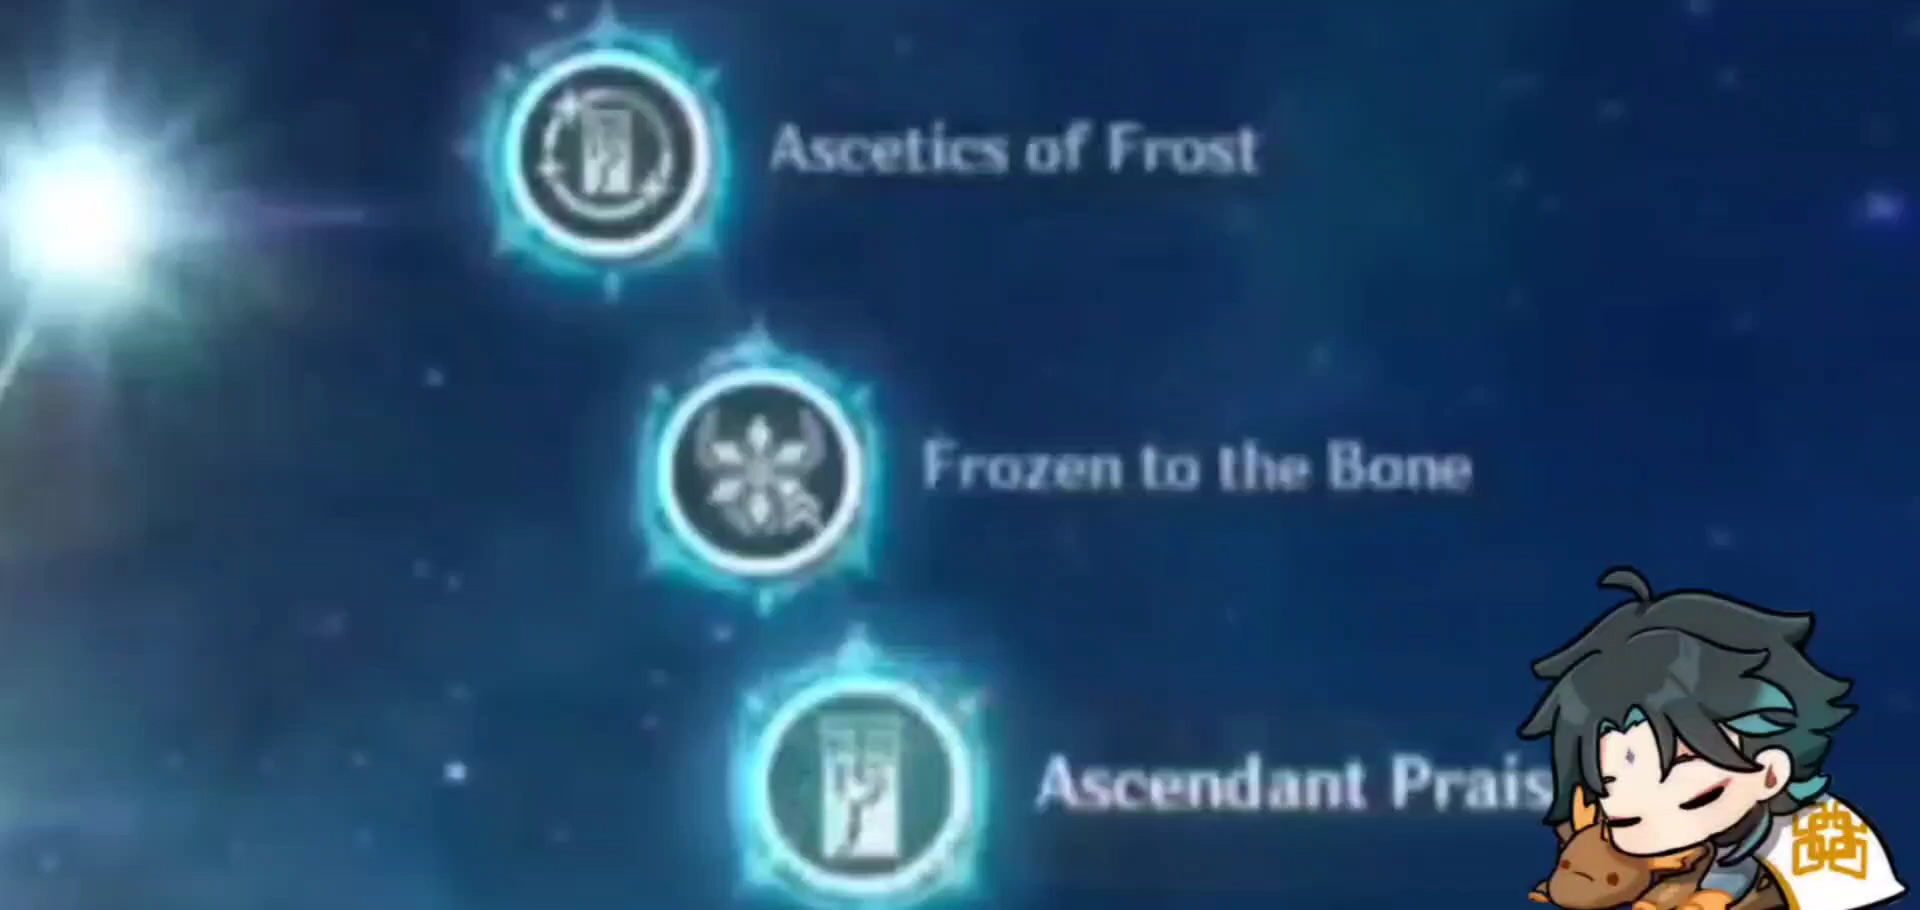 Ascetics of Frost
Frozen to the Bone
Ascendant Prais